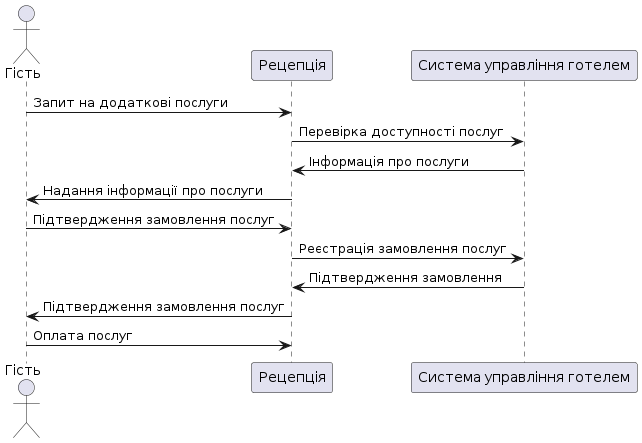 Гість
Рецепція
Система управління готелем
Запит на додаткові послуги
Перевірка доступності послуг
Інформація про послуги
Надання інформації про послуги
Підтвердження замовлення послуг
Реєстрація замовлення послуг
Підтвердження замовлення
Підтвердження замовлення послуг
Оплата послуг
Гість
Рецепція
Система управління готелем